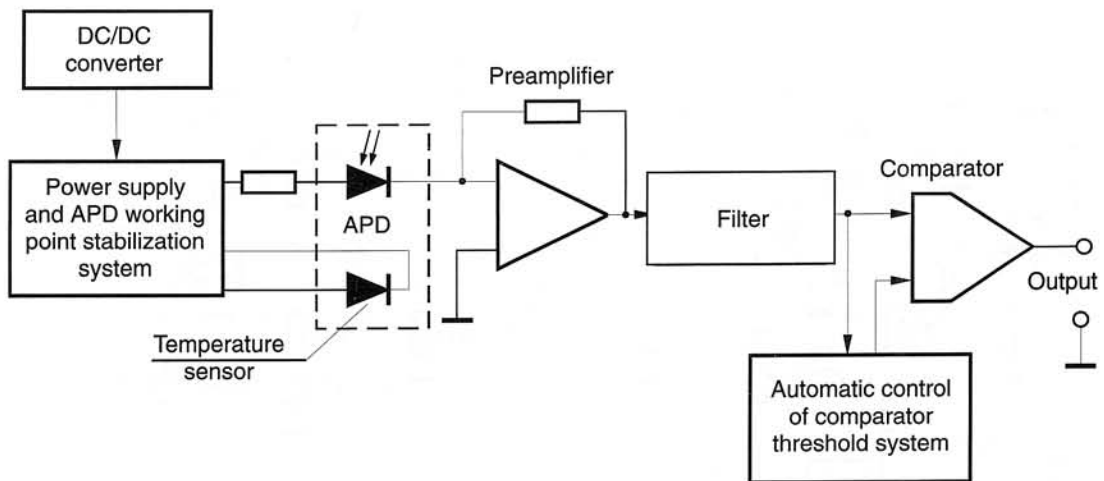 DC/DC
converter
Power supply
and APD working
point stabilization
system
APD
Temperature
sensor
Preamplifier
Filter
Comparator
Output
Automatic control
of comparator
threshold system